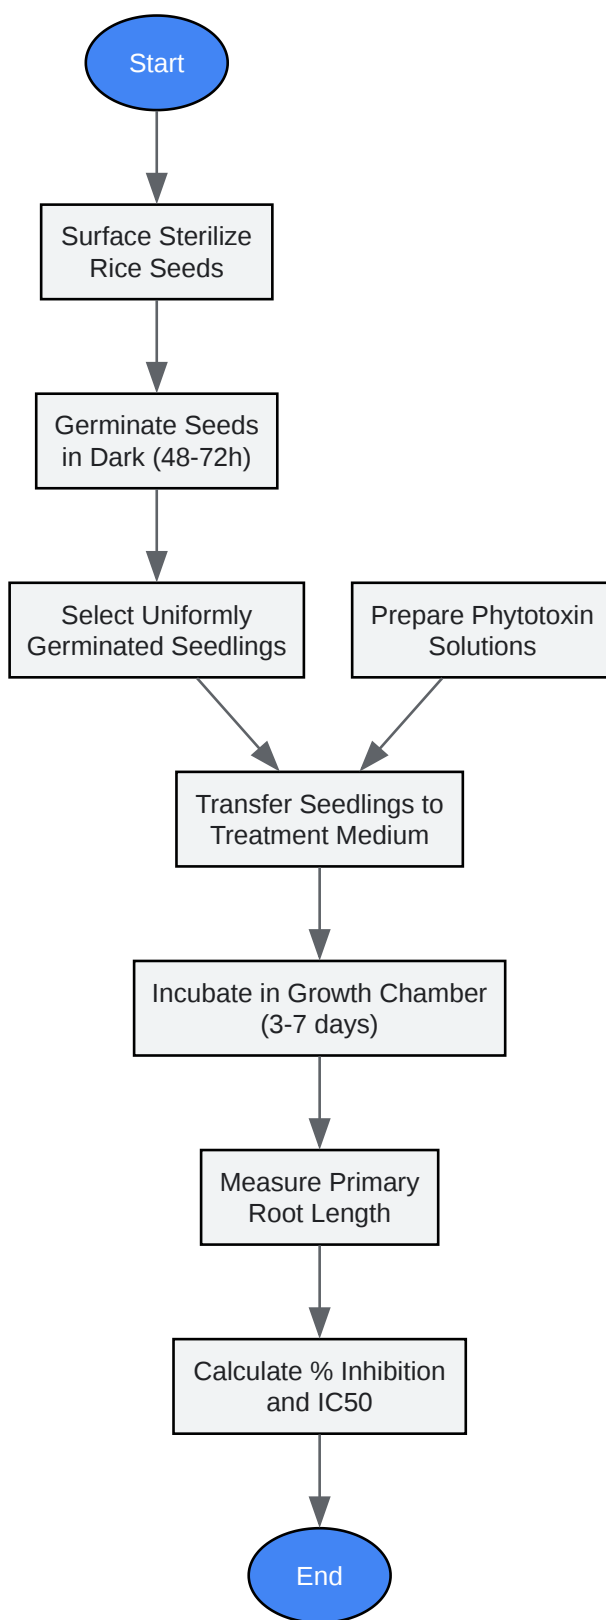 Start
Surface Sterilize
Rice Seeds
Germinate Seeds
in Dark (48-72h)
Select Uniformly
Germinated Seedlings
Prepare Phytotoxin
Solutions
Transfer Seedlings to
Treatment Medium
Incubate in Growth Chamber
(3-7 days)
Measure Primary
Root Length
Calculate % Inhibition
and IC50
End